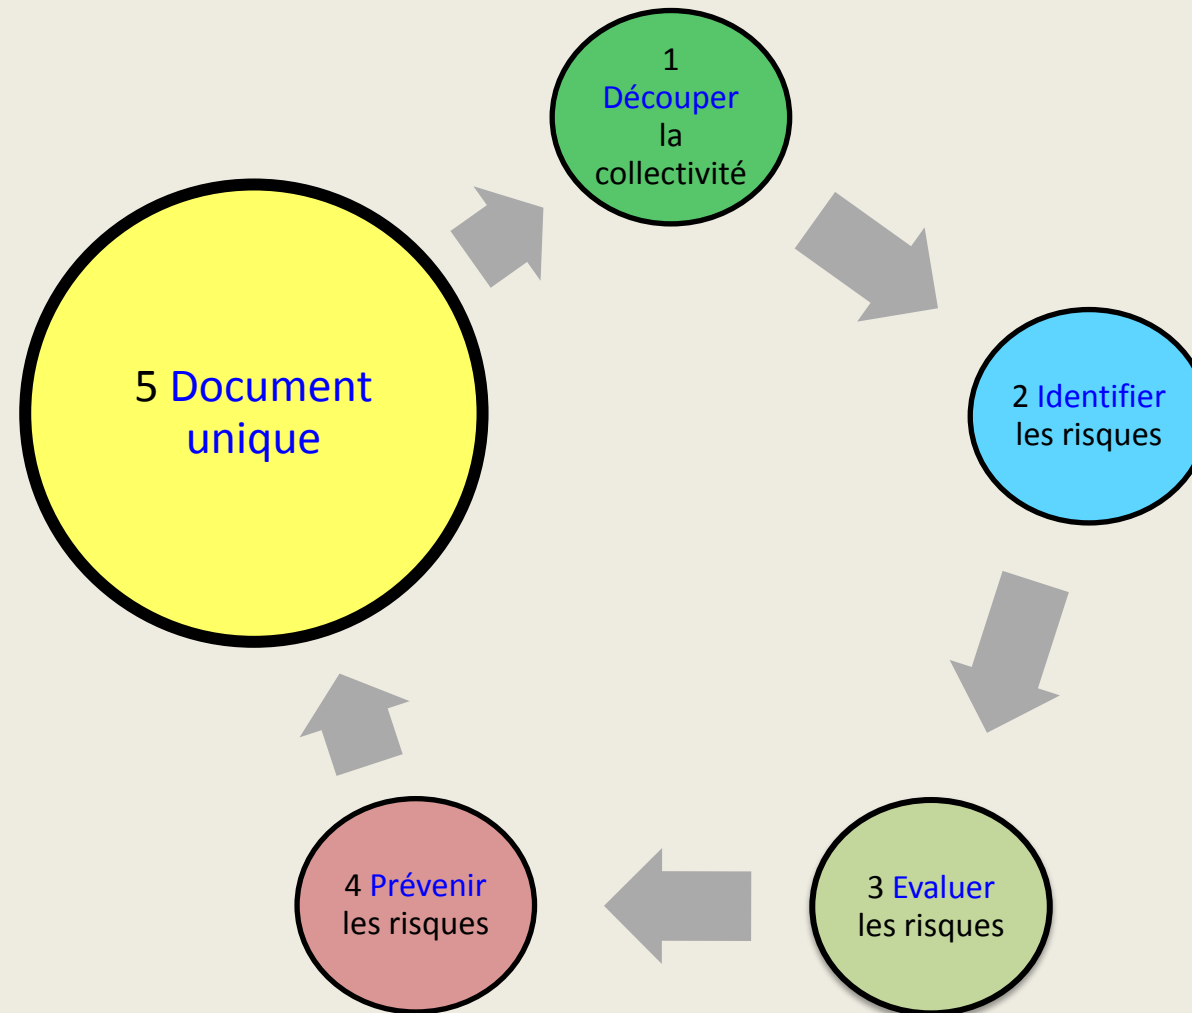 1
Découper
la
collectivité
2 Identifier
les risques
3 Evaluer
les risques
4 Prévenir
les risques
5 Document
unique